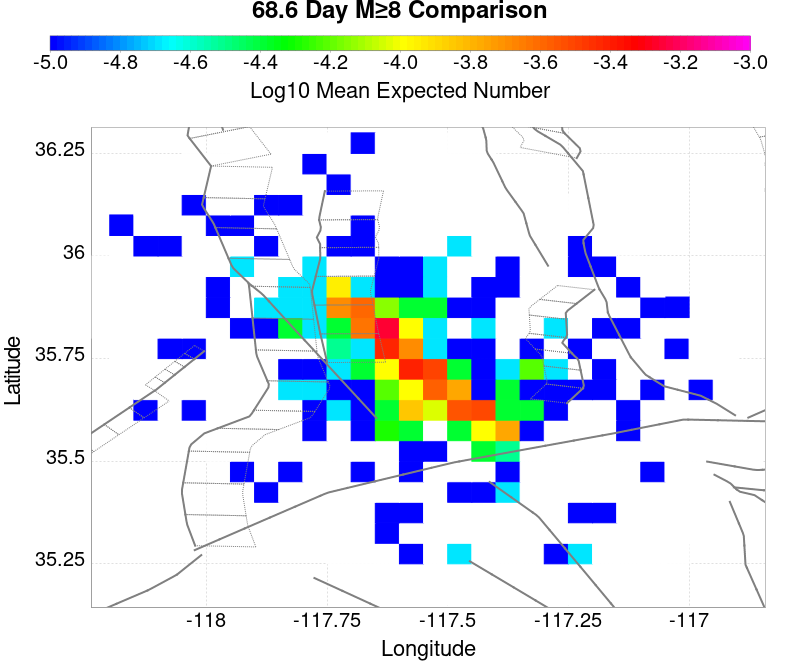 68.6 Day M≥8 Comparison
-5.0 -4.8 -4.6 -4.4 -4.2 -4.0 -3.8 -3.6 -3.4 -3.2 -3.0
Log10 Mean Expected Number
36.25
36
35.75
35.5
35.25
Latitude
-118 -117.75 -117.5 -117.25 -117
Longitude